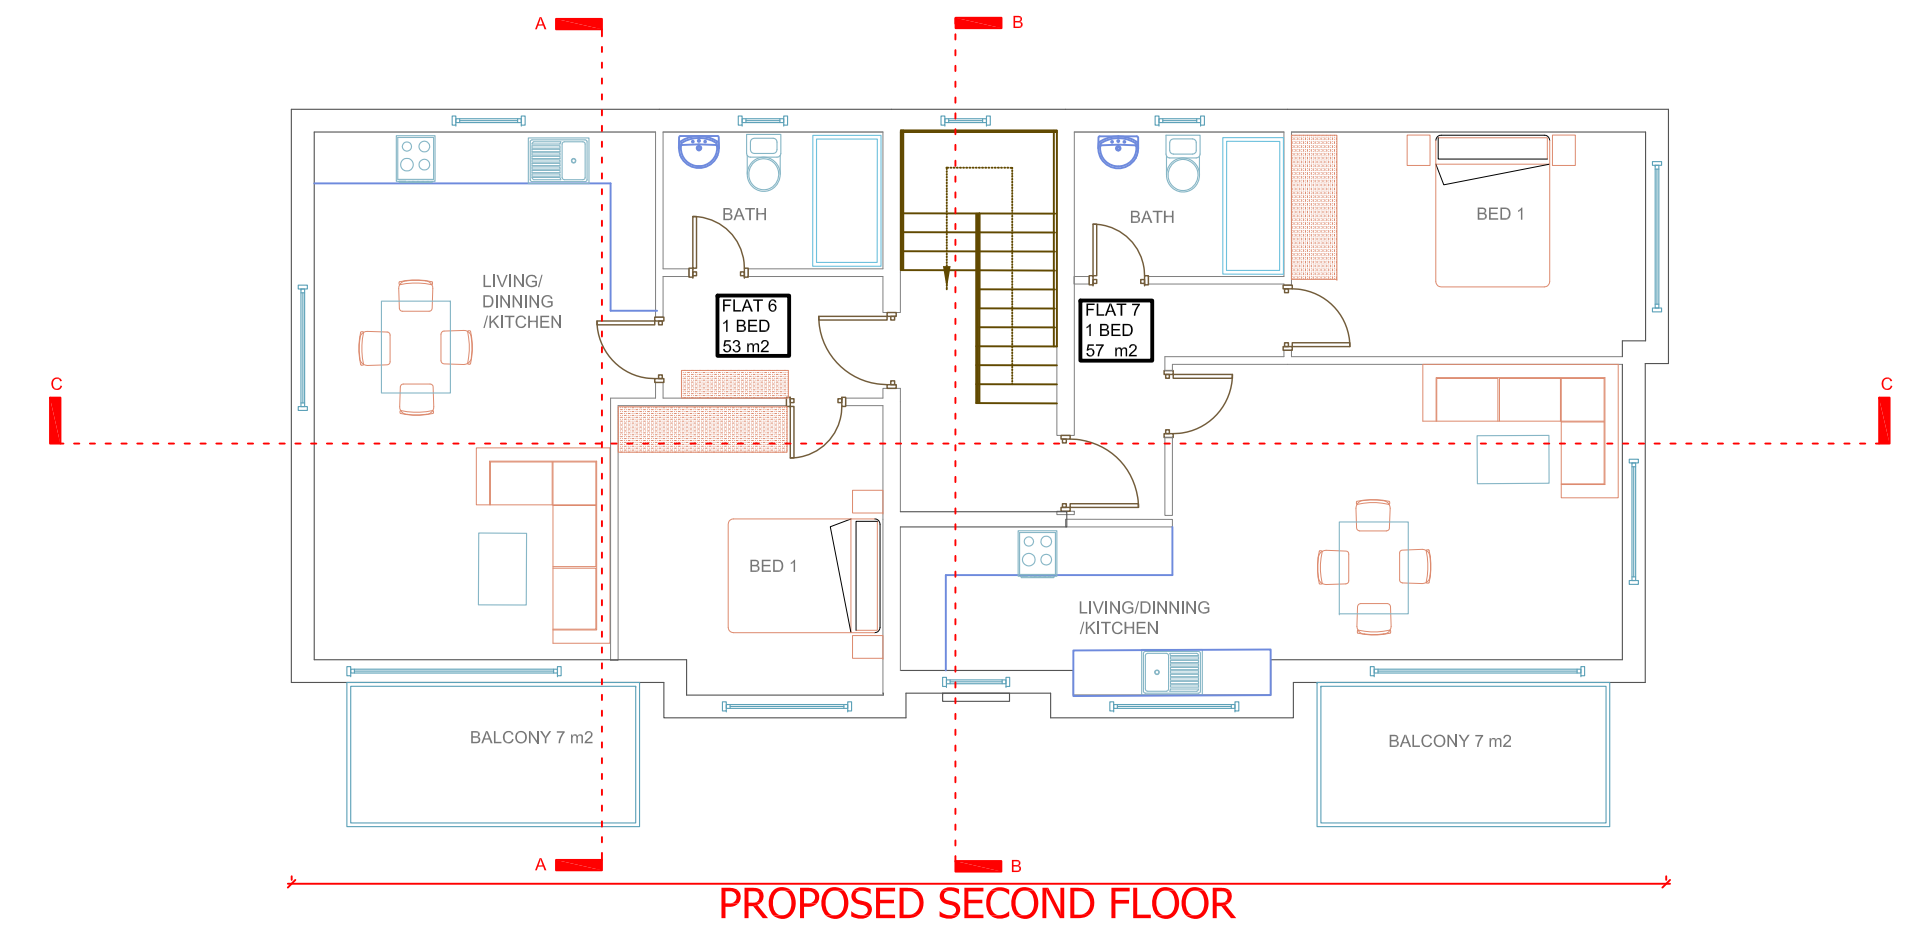 A
B
BATH
BATH
BED 1
LIVING/
DINNING
/KITCHEN
FLAT 6
1 BED
53 m2
FLAT 7
1 BED
57 m2
C
C
BED 1
LIVING/DINNING
/KITCHEN
BALCONY 7 m2
BALCONY 7 m2
A
B
PROPOSED SECOND FLOOR